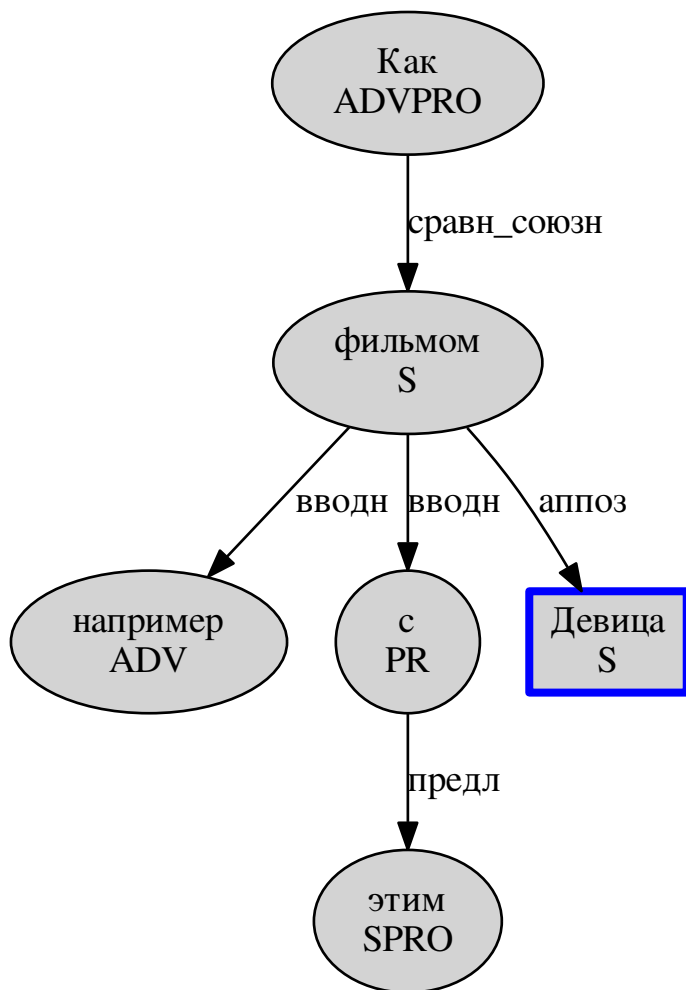 Как
ADVPRO
сравн_союзн
фильмом
S
вводн
вводн
аппоз
например
ADV
с
PR
Девица
S
предл
этим
SPRO